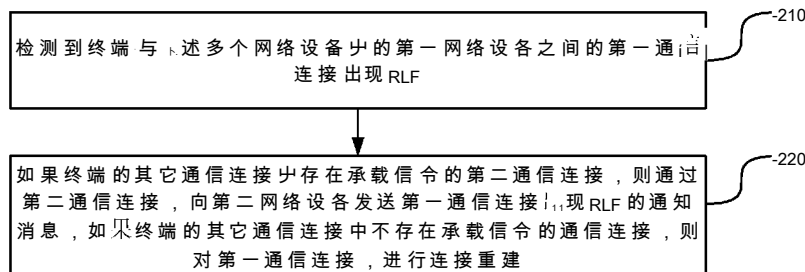 -210
检测到终端与述多个网络设备中的第一网络设各之间的第一通信
连接出现RLF
-220
如果终端的其它通信连接中存在承载信令的第二通信连接，则通过
第二通信连接，向第二网络设备发送第一通信连接现RLF的通知
消息，如果终端的其它通信连接中不存在承载信令的通信连接，则
对第一通信连接，进行连接重建